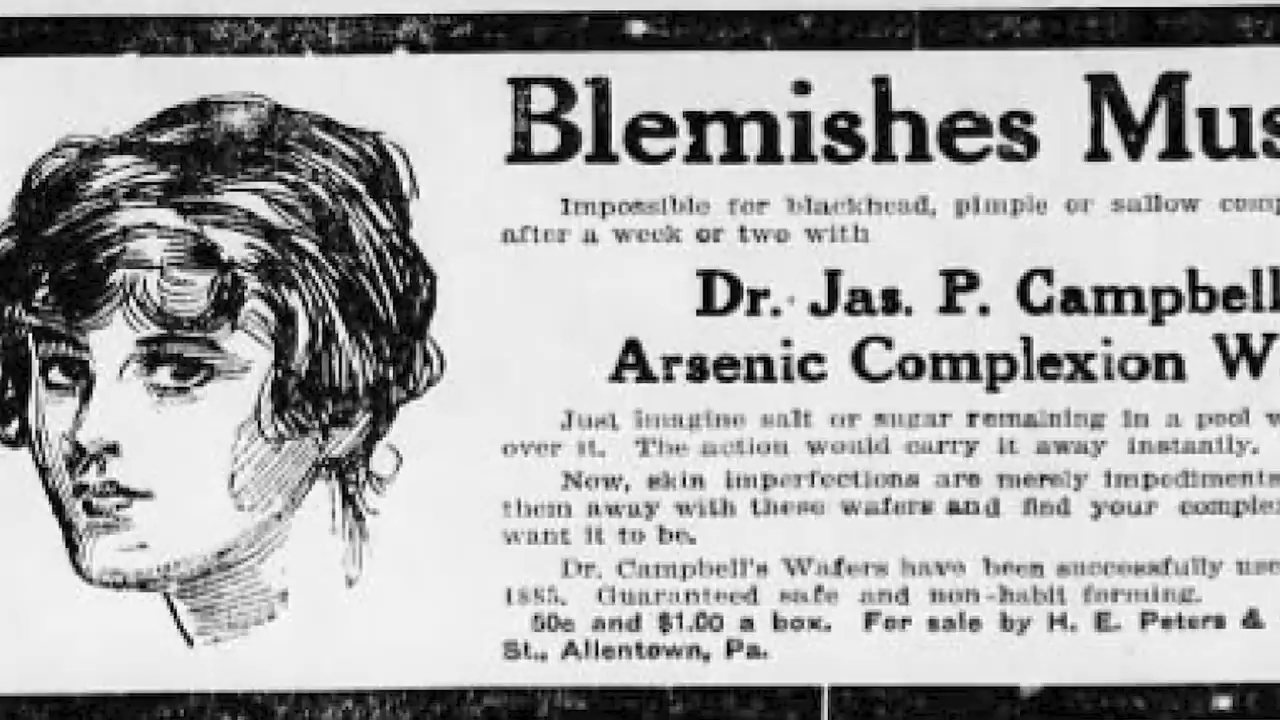 Blemishes Mus
Impossible for blackhead, pimple or sallow comp
after a week or two with
Dr. Jas. P. Campbell
Arsenic Complexion W
Just imagine salt or sugar remaining in a pool w
over it. The action would carry it away instantly.
Now, skin imperfections are merely impediments
them away with these wafers and find your complex
want it to be.
Dr. Campbell's Wafers have been successfully use
1885. Guaranteed safe and non-habit forming.
50c and $1.00 a box. For sale by H. E. Peters &
St., Allentown, Pa.